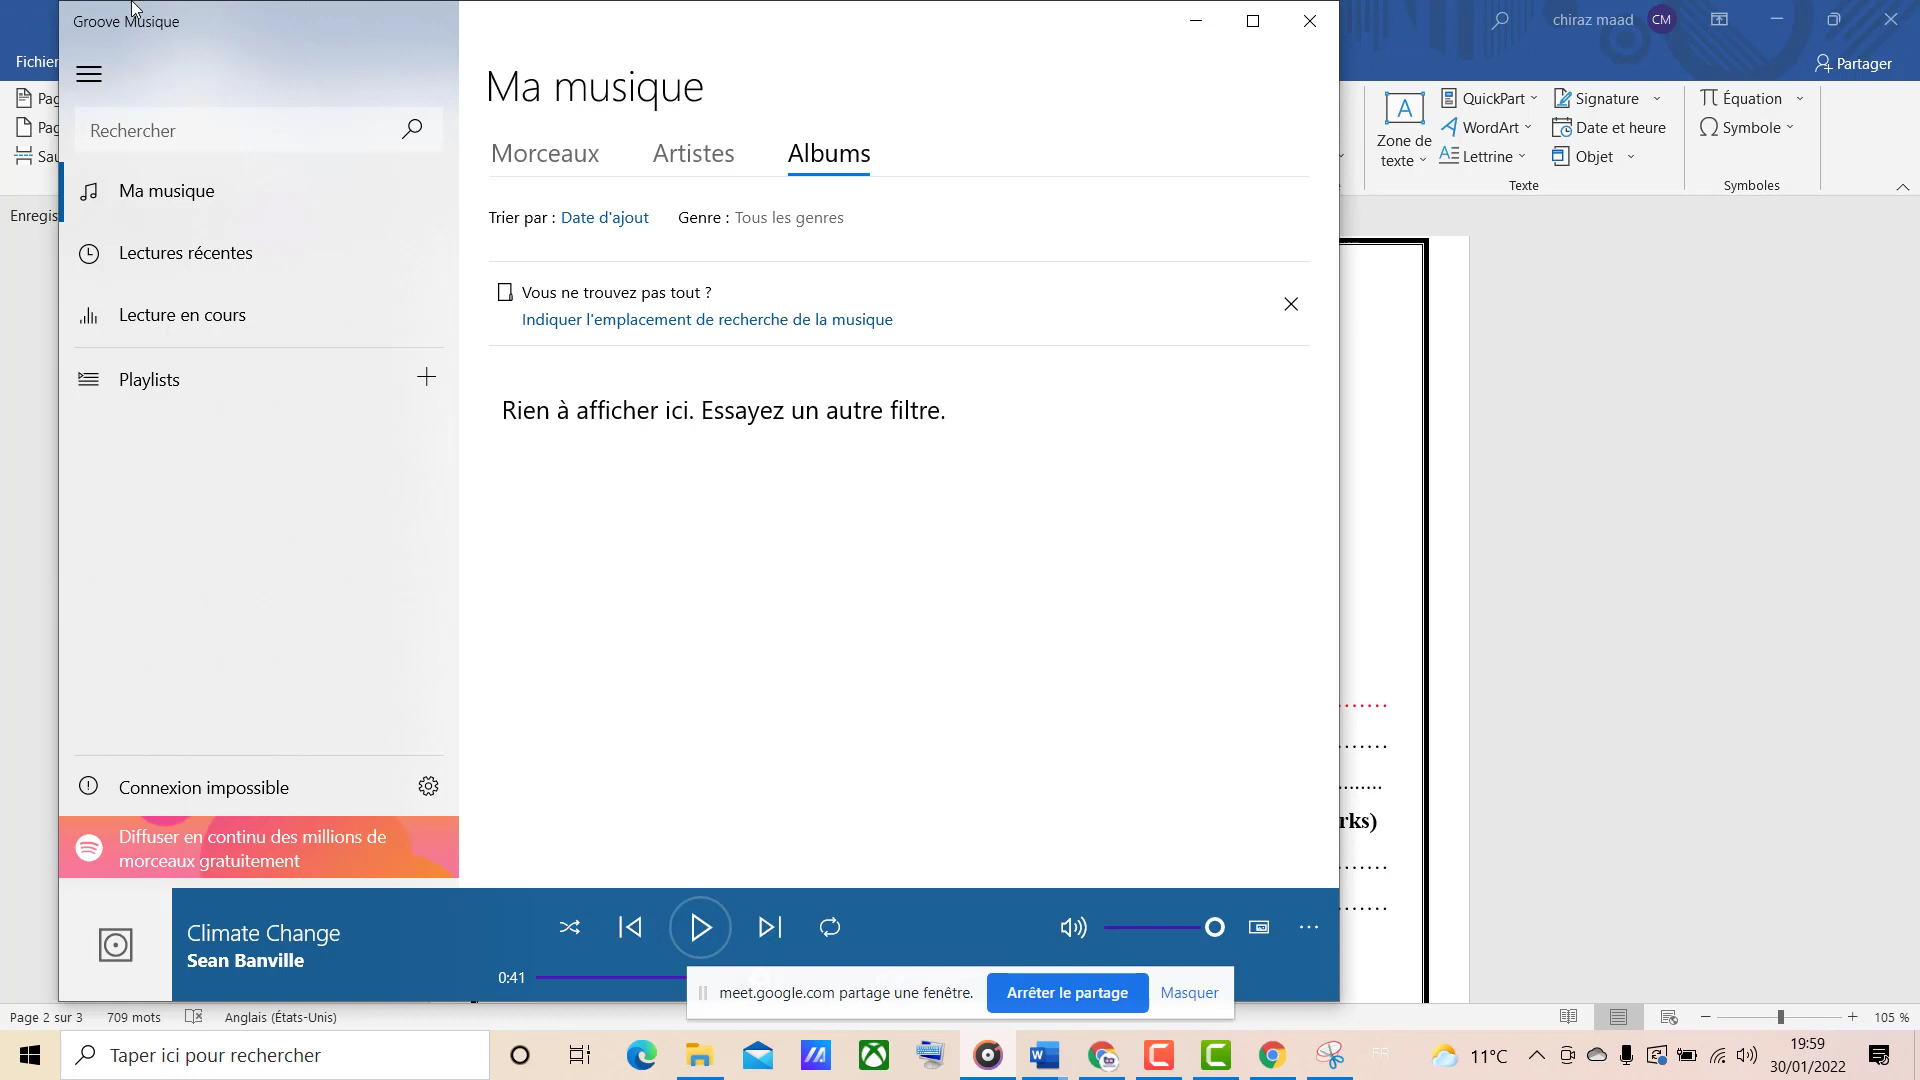 Groove Musique
chiraz maad
CM
Fichier
Partager
Rechercher
Ma musique
Lectures récentes
Lecture en cours
Playlists
Connexion impossible
Diffuser en continu des millions de
morceaux gratuitement
Ma musique
Morceaux
Artistes
Albums
Trier par : Date d'ajout
Genre : Tous les genres
Vous ne trouvez pas tout ?
Indiquer l'emplacement de recherche de la musique
Rien à afficher ici. Essayez un autre filtre.
Zone de
texte
QuickPart
WordArt
Lettrine
Signature
Date et heure
Objet
Texte
Équation
Symbole
Symboles
Pag
Pag
Sau
Enregis
rks)
Climate Change
Sean Banville
0:41
meet.google.com partage une fenêtre.
Arrêter le partage
Masquer
Page 2 sur 3
709 mots
Anglais (États-Unis)
105 %
Taper ici pour rechercher
11°C
FR
19:59
30/01/2022